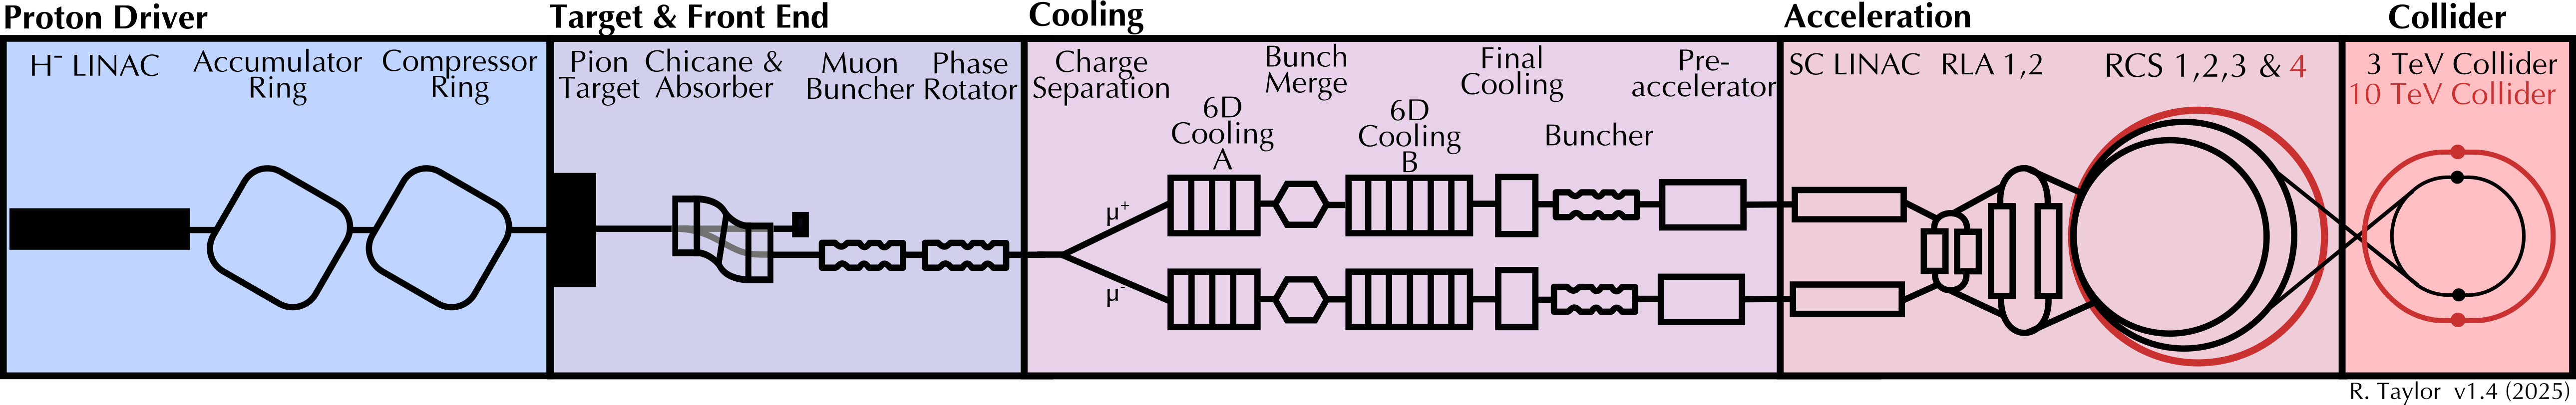 Proton Driver
H⁻ LINAC
Accumulator
Ring
Compressor
Ring
Target & Front End
Pion
Target
Chicane &
Absorber
Muon
Buncher
Phase
Rotator
Cooling
Charge
Separation
μ⁺
μ⁻
6D
Cooling
A
Bunch
Merge
6D
Cooling
B
Final
Cooling
Buncher
Pre-
accelerator
Acceleration
SC LINAC
RLA 1,2
RCS 1,2,3 & 4
Collider
3 TeV Collider
10 TeV Collider
R. Taylor v1.4 (2025)